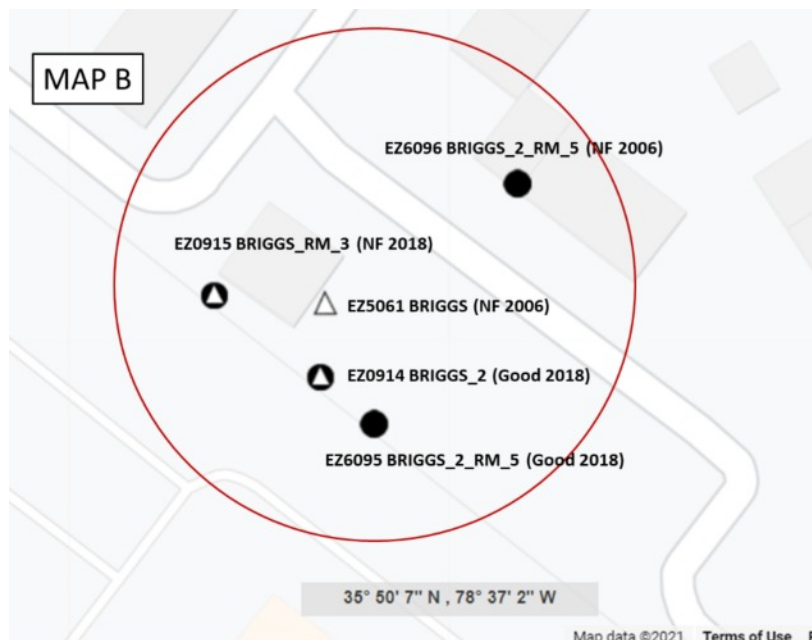 MAP B
EZ6096 BRIGGS_2_RM_5 (NF 2006)
EZ0915 BRIGGS_RM_3 (NF 2018)
EZ5061 BRIGGS (NF 2006)
EZ0914 BRIGGS_2 (Good 2018)
EZ6095 BRIGGS_2_RM_5 (Good 2018)
35° 50' 7" N , 78° 37' 2" W
Map data ©2021 Terms of Use